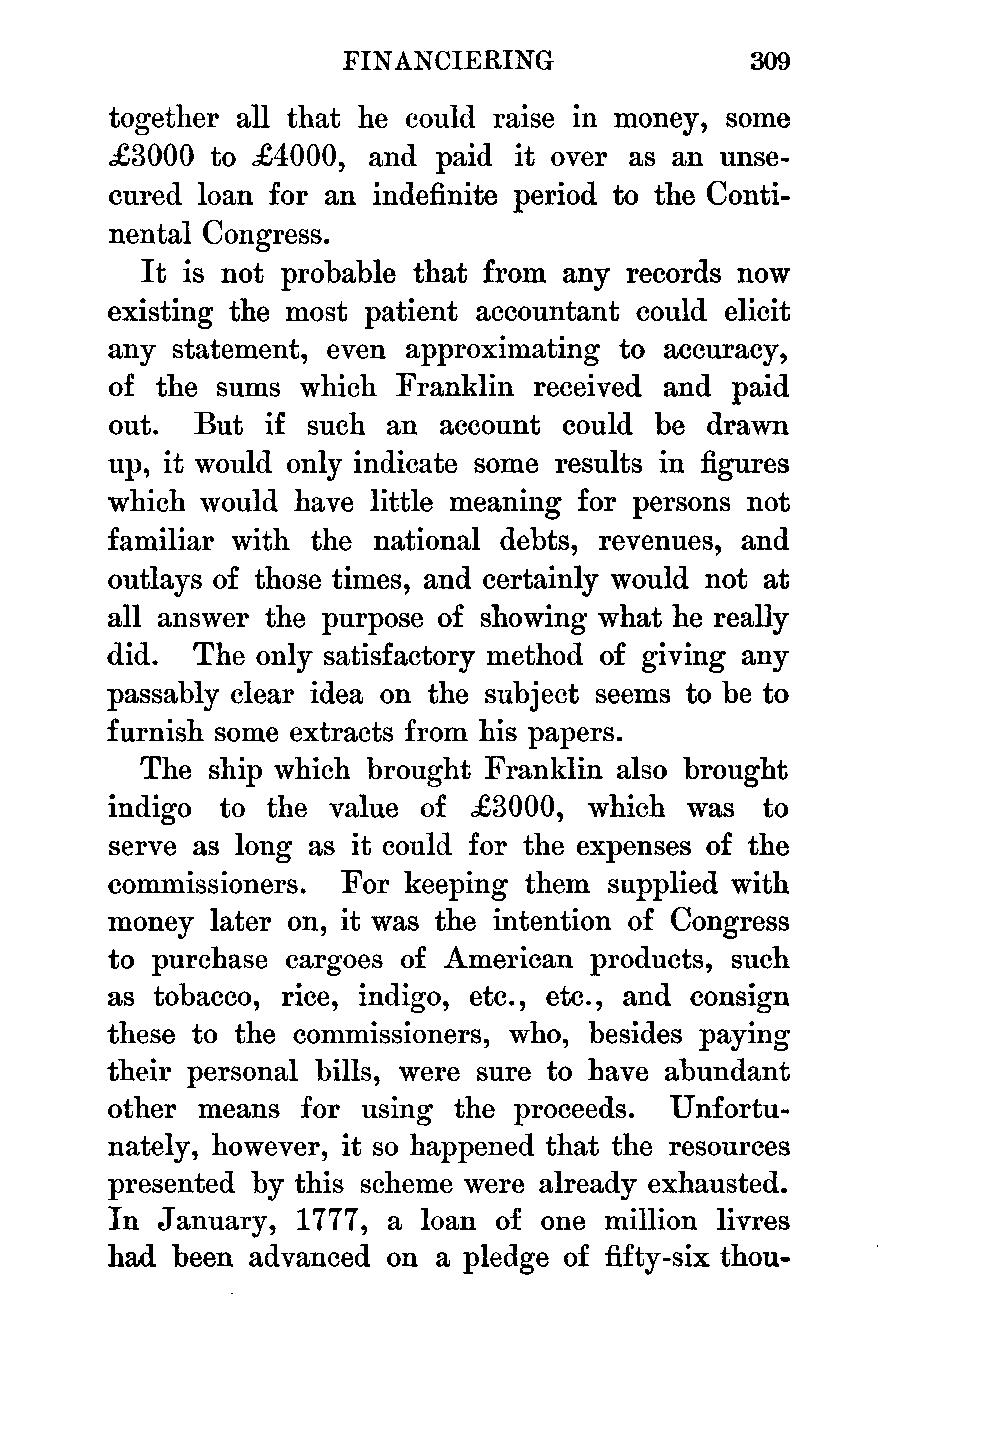 FINANCIERING 309
together all that he could raise in money, some
£3000 to £4000, and paid it over as an unse-
cured loan for an indefinite period to the Conti-
nental Congress.
It is not probable that from any records now
existing the most patient accountant could elicit
any statement, even approximating to accuracy,
of the sums which Franklin received and paid
out. But if such an account could be drawn
up, it would only indicate some results in figures
which would have little meaning for persons not
familiar with the national debts, revenues, and
outlays of those times, and certainly would not at
all answer the purpose of showing what he really
did. The only satisfactory method of giving any
passably clear idea on the subject seems to be to
furnish some extracts from his papers.
The ship which brought Franklin also brought
indigo to the value of £3000, which was to
serve as long as it could for the expenses of the
commissioners. For keeping them supplied with
money later on, it was the intention of Congress
to purchase cargoes of American products, such
as tobacco, rice, indigo, etc., etc., and consign
these to the commissioners, who, besides paying
their personal bills, were sure to have abundant
other means for using the proceeds. Unfortu-
nately, however, it so happened that the resources
presented by this scheme were already exhausted.
In January, 1777, a loan of one million livres
had been advanced on a pledge of fifty-six thou-